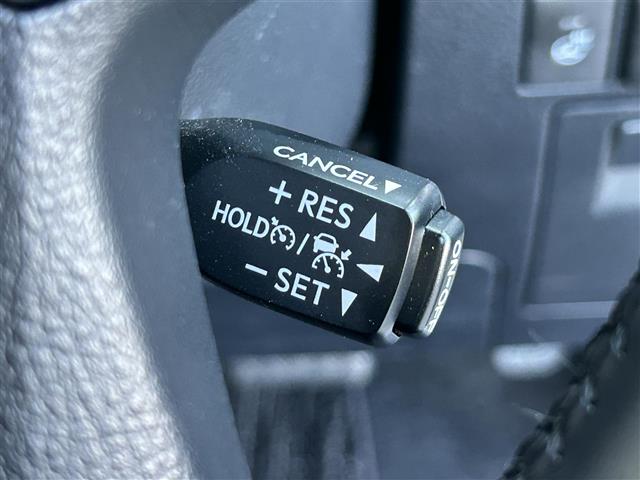 CANCEL▼
+ RES ▲
HOLD / ◀
− SET ▼
ON-OFF